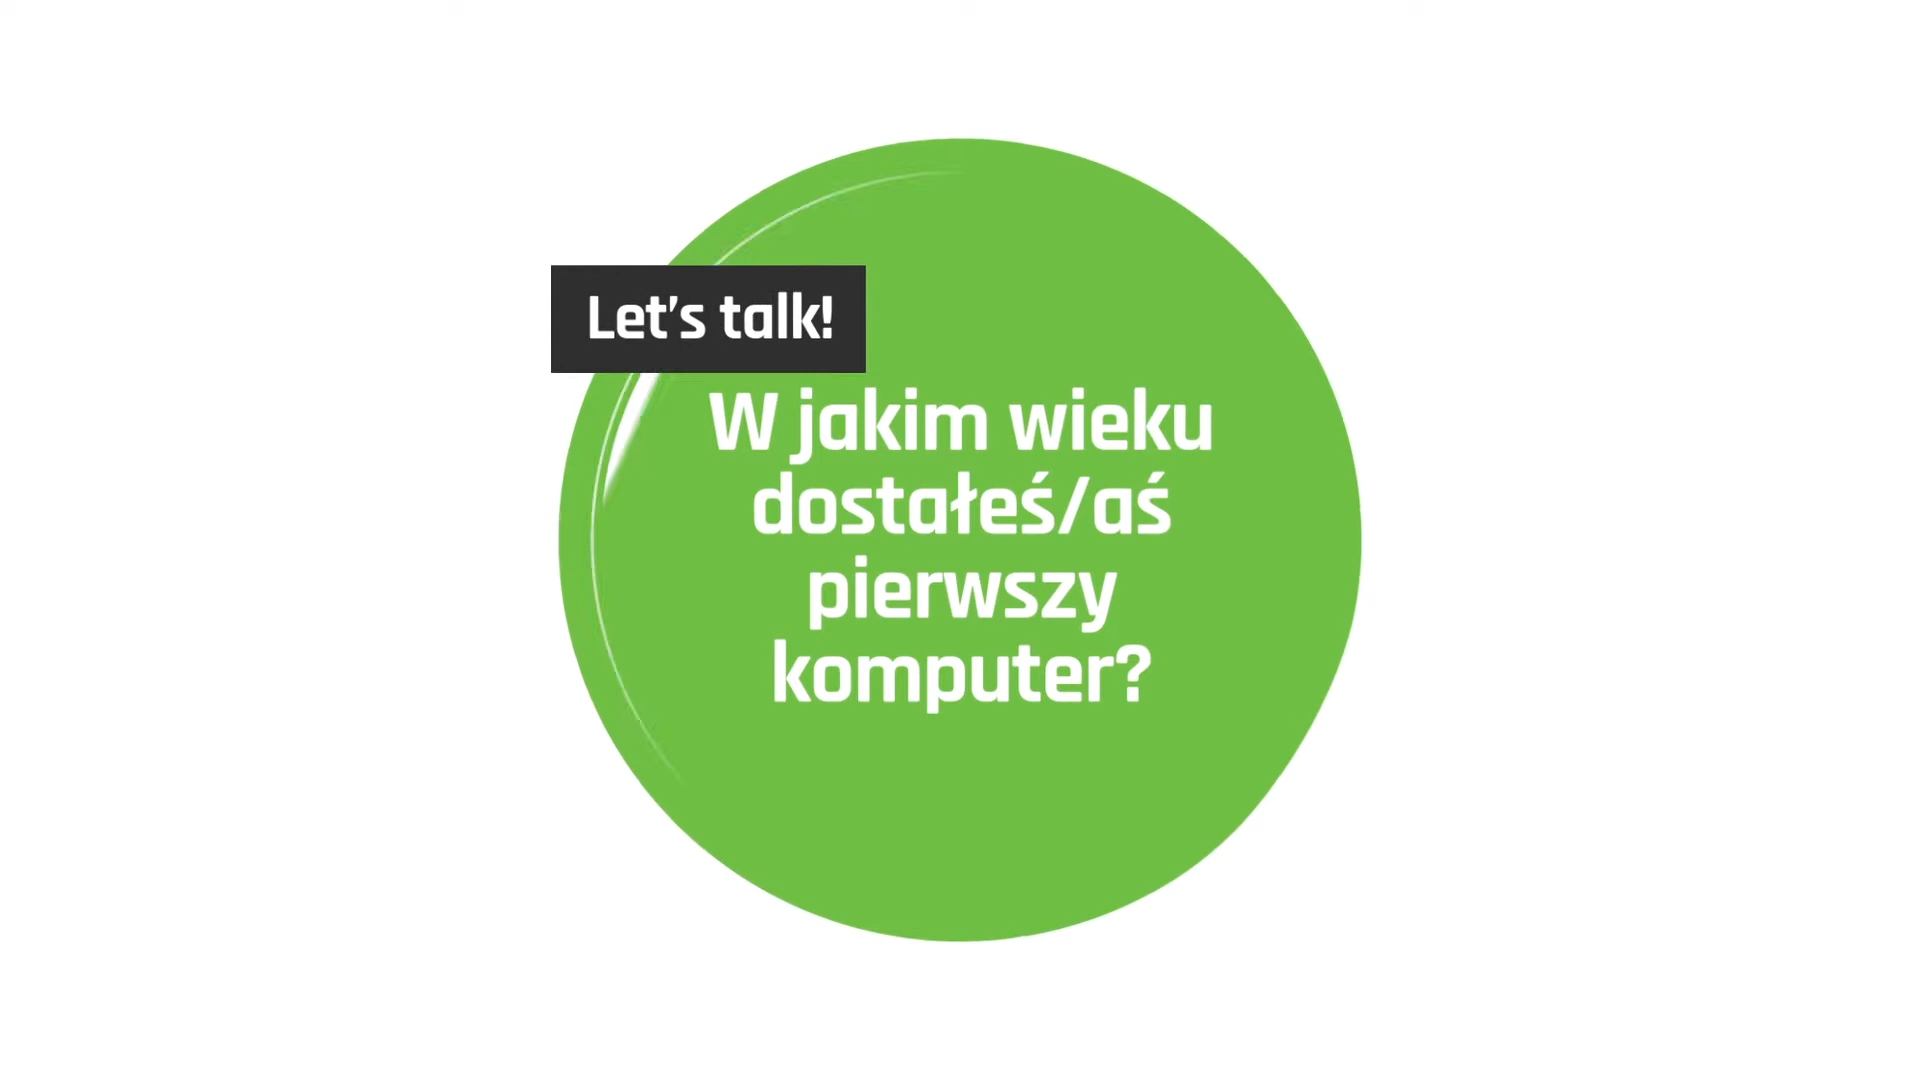 Let's talk!
W jakim wieku
dostałeś/aś
pierwszy
komputer?